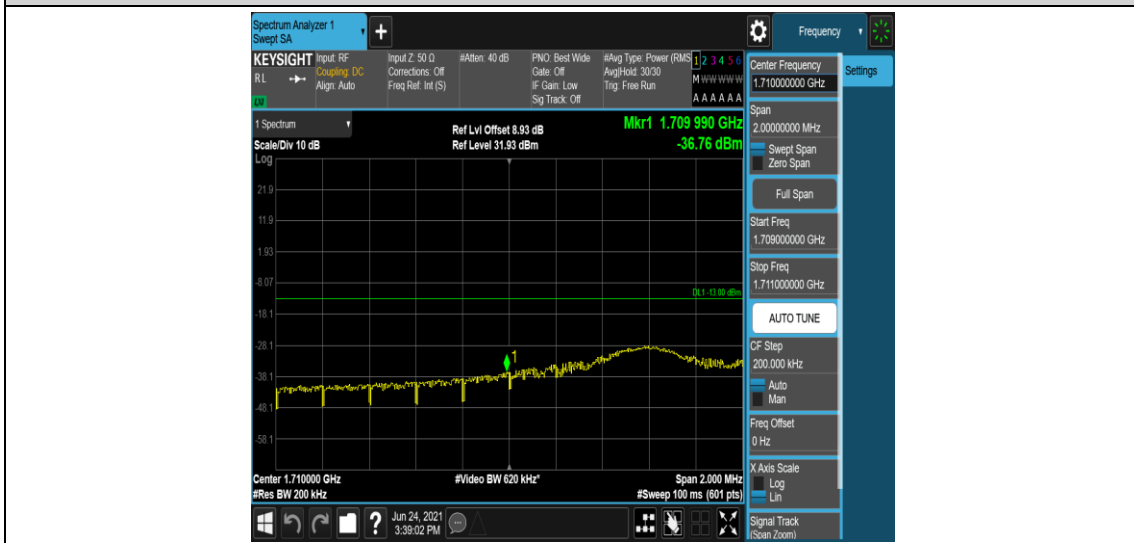 Spectrum Analyzer 1
Swept SA
Frequency
KEYSIGHT
RL
LXI
Input: RF
Coupling: DC
Align: Auto
Input Z: 50 Ω
Corrections: Off
Freq Ref: Int (S)
#Atten: 40 dB
PNO: Best Wide
Gate: Off
IF Gain: Low
Sig Track: Off
#Avg Type: Power (RMS
Avg|Hold: 30/30
Trig: Free Run
1 2 3 4 5 6
M W W W W W
A A A A A A
Center Frequency
1.710000000 GHz
Settings
Span
2.00000000 MHz
Swept Span
Zero Span
Full Span
Start Freq
1.709000000 GHz
Stop Freq
1.711000000 GHz
AUTO TUNE
CF Step
200.000 kHz
Auto
Man
Freq Offset
0 Hz
X Axis Scale
Log
Lin
Signal Track
(Span Zoom)
1 Spectrum
Scale/Div 10 dB
Log
Ref Lvl Offset 8.93 dB
Ref Level 31.93 dBm
Mkr1 1.709 990 GHz
-36.76 dBm
21.9
11.9
1.93
-8.07
DL1 -13.00 dBm
-18.1
-28.1
1
-38.1
-48.1
-58.1
Center 1.710000 GHz
#Res BW 200 kHz
#Video BW 620 kHz*
Span 2.000 MHz
#Sweep 100 ms (601 pts)
Jun 24, 2021
3:39:02 PM